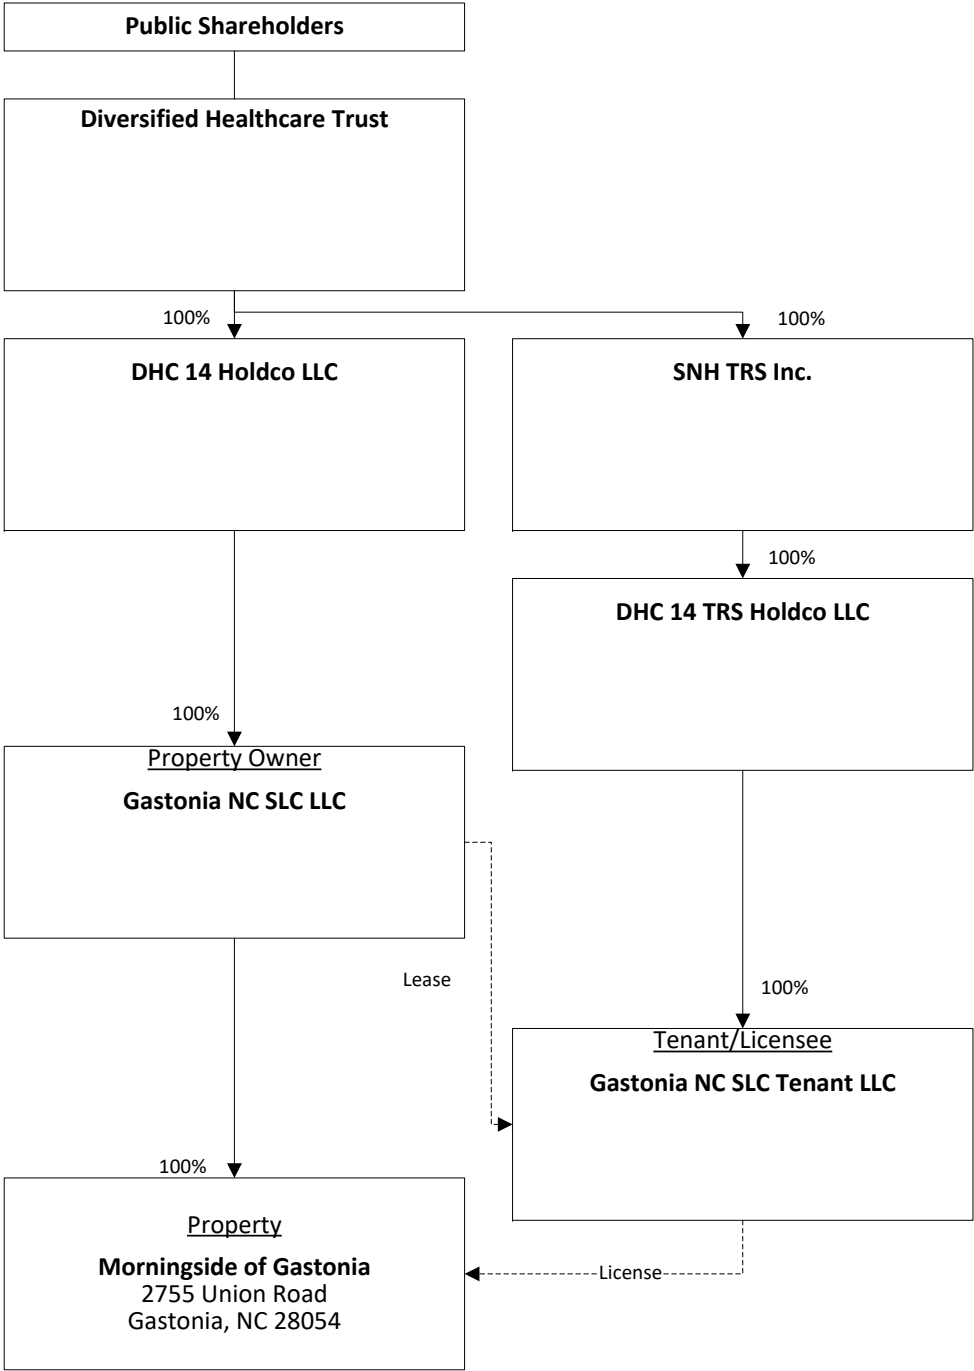 Public Shareholders
Diversified Healthcare Trust
100%
100%
DHC 14 Holdco LLC
SNH TRS Inc.
100%
DHC 14 TRS Holdco LLC
100%
Property Owner
Gastonia NC SLC LLC
Lease
100%
Tenant/Licensee
Gastonia NC SLC Tenant LLC
100%
Property
Morningside of Gastonia
2755 Union Road
Gastonia, NC 28054
License